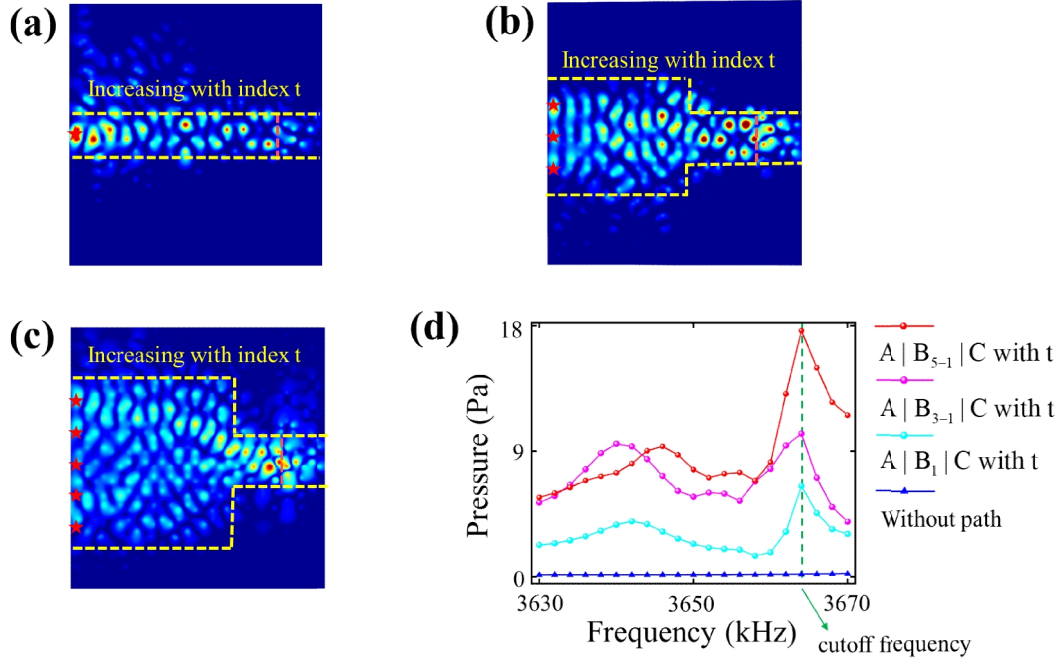 (a)
Increasing with index t
(b)
Increasing with index t
(c)
Increasing with index t
(d)
18
9
0
Pressure (Pa)
3630
3650
3670
Frequency (kHz)
cutoff frequency
A | B5–1 | C with t
A | B3–1 | C with t
A | B1 | C with t
Without path